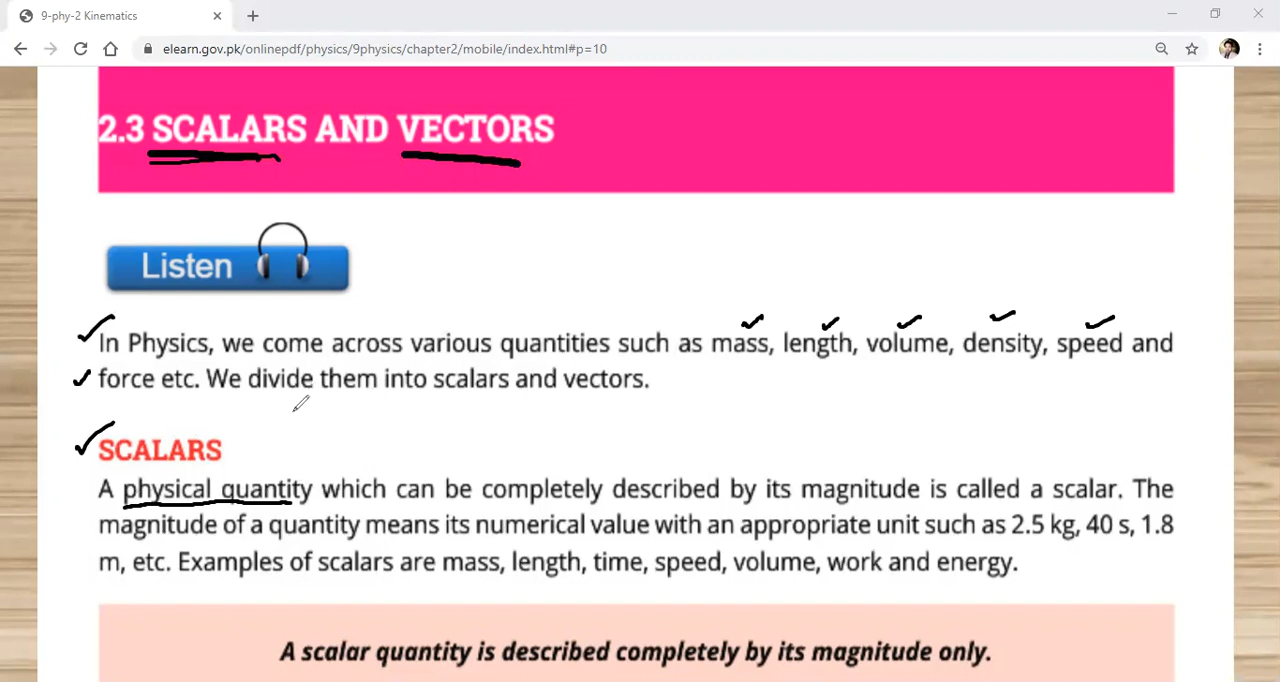 9-phy-2 Kinematics
elearn.gov.pk/onlinepdf/physics/9physics/chapter2/mobile/index.html#p=10
2.3 SCALARS AND VECTORS
Listen
In Physics, we come across various quantities such as mass, length, volume, density, speed and
force etc. We divide them into scalars and vectors.
SCALARS
A physical quantity which can be completely described by its magnitude is called a scalar. The
magnitude of a quantity means its numerical value with an appropriate unit such as 2.5 kg, 40 s, 1.8
m, etc. Examples of scalars are mass, length, time, speed, volume, work and energy.
A scalar quantity is described completely by its magnitude only.